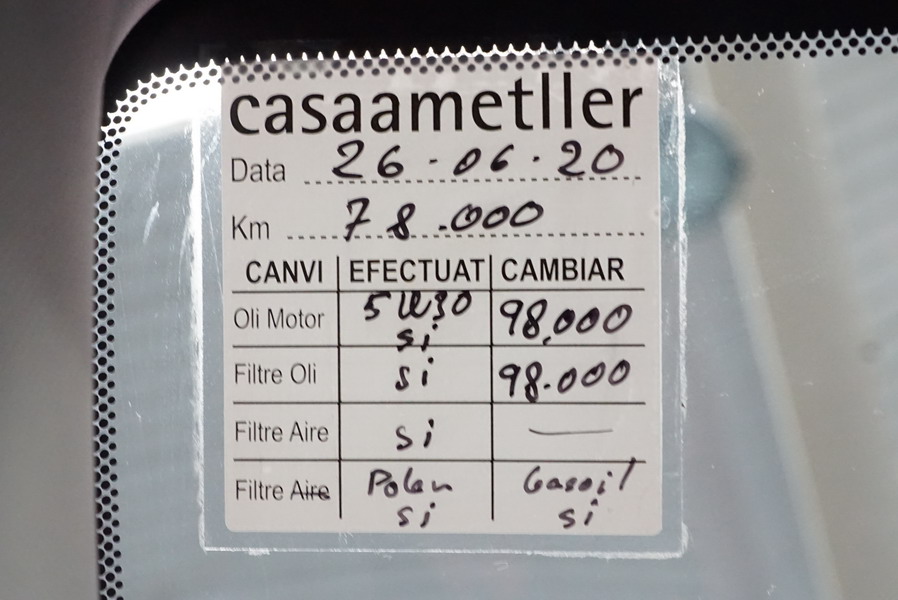 casaametller
Data 26.06.20
Km 78.000
CANVI EFECTUAT CAMBIAR
Oli Motor 5W30 si 98.000
Filtre Oli si 98.000
Filtre Aire si —
Filtre Aire Polen si Gasoil si